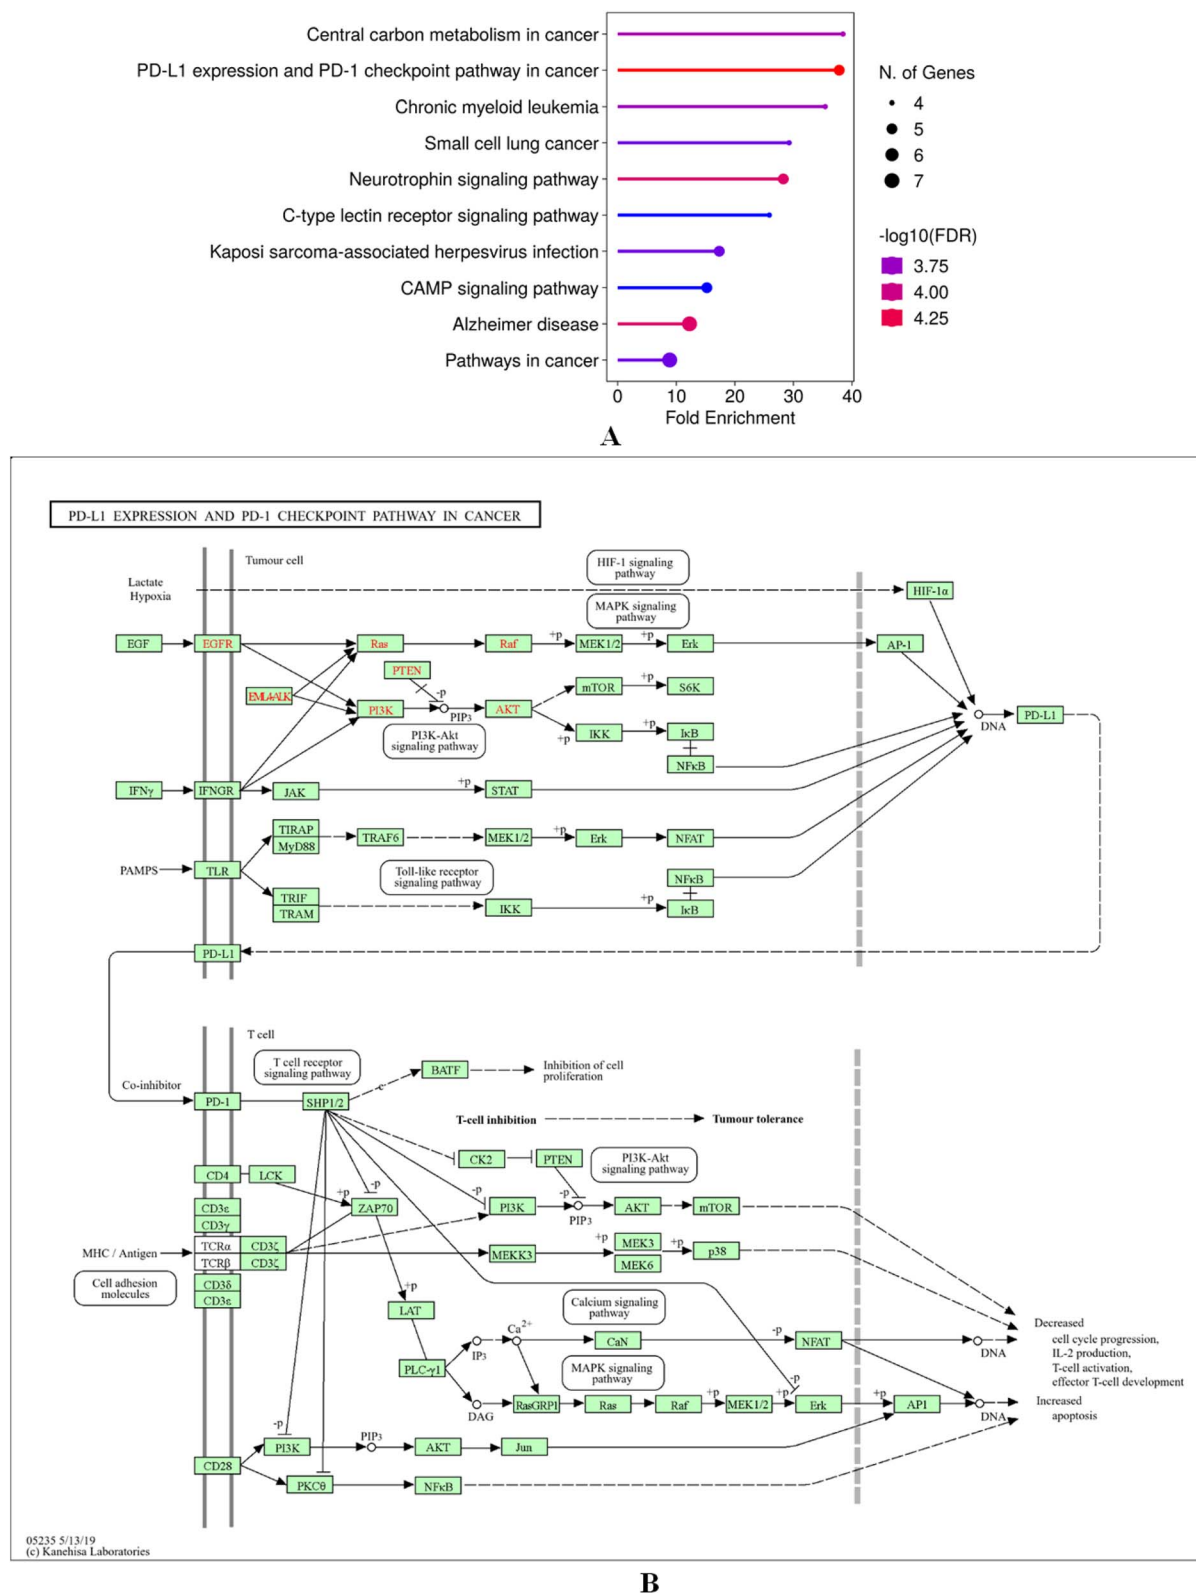 Central carbon metabolism in cancer
PD-L1 expression and PD-1 checkpoint pathway in cancer
Chronic myeloid leukemia
Small cell lung cancer
Neurotrophin signaling pathway
C-type lectin receptor signaling pathway
Kaposi sarcoma-associated herpesvirus infection
CAMP signaling pathway
Alzheimer disease
Pathways in cancer
0 10 20 30 40
Fold Enrichment
N. of Genes
4
5
6
7
-log10(FDR)
3.75
4.00
4.25
A
PD-L1 EXPRESSION AND PD-1 CHECKPOINT PATHWAY IN CANCER
Tumour cell
Lactate
Hypoxia
HIF-1 signaling
pathway
HIF-1α
MAPK signaling
pathway
EGF EGFR Ras Raf +p MEK1/2 +p Erk AP-1
PTEN
EML4-ALK
-p
mTOR +p S6K
PI3K PIP3 AKT
PD-L1
DNA
PI3K-Akt
signaling pathway
+p IKK +p IκB
NFκB
IFNγ IFNGR JAK +p STAT
TIRAP
MyD88
TRAF6 MEK1/2 +p Erk NFAT
PAMPS TLR
Toll-like receptor
signaling pathway
NFκB
TRIF
TRAM
IKK +p IκB
PD-L1
T cell
T cell receptor
signaling pathway
BATF
Inhibition of cell
proliferation
Co-inhibitor
PD-1 SHP1/2
c
T-cell inhibition Tumour tolerance
CK2 PTEN
PI3K-Akt
signaling pathway
CD4 LCK
+p -p
ZAP70
-p PI3K -p PIP3 AKT mTOR
CD3ε
CD3γ
MHC / Antigen
TCRα CD3ζ
TCRβ CD3ζ
MEKK3 +p MEK3
MEK6
+p p38
Cell adhesion
molecules
CD3δ
CD3ε
+p
LAT
Calcium signaling
pathway
Ca2+
IP3
CaN -p NFAT
DNA
Decreased
cell cycle progression,
IL-2 production,
T-cell activation,
effector T-cell development
PLC-γ1
MAPK signaling
pathway
-p
DAG
RasGRP1 Ras Raf +p MEK1/2 +p Erk +p AP1
DNA
Increased
apoptosis
-p
PI3K PIP3 AKT Jun
CD28
PKCθ NFκB
05235 5/13/19
(c) Kanehisa Laboratories
B